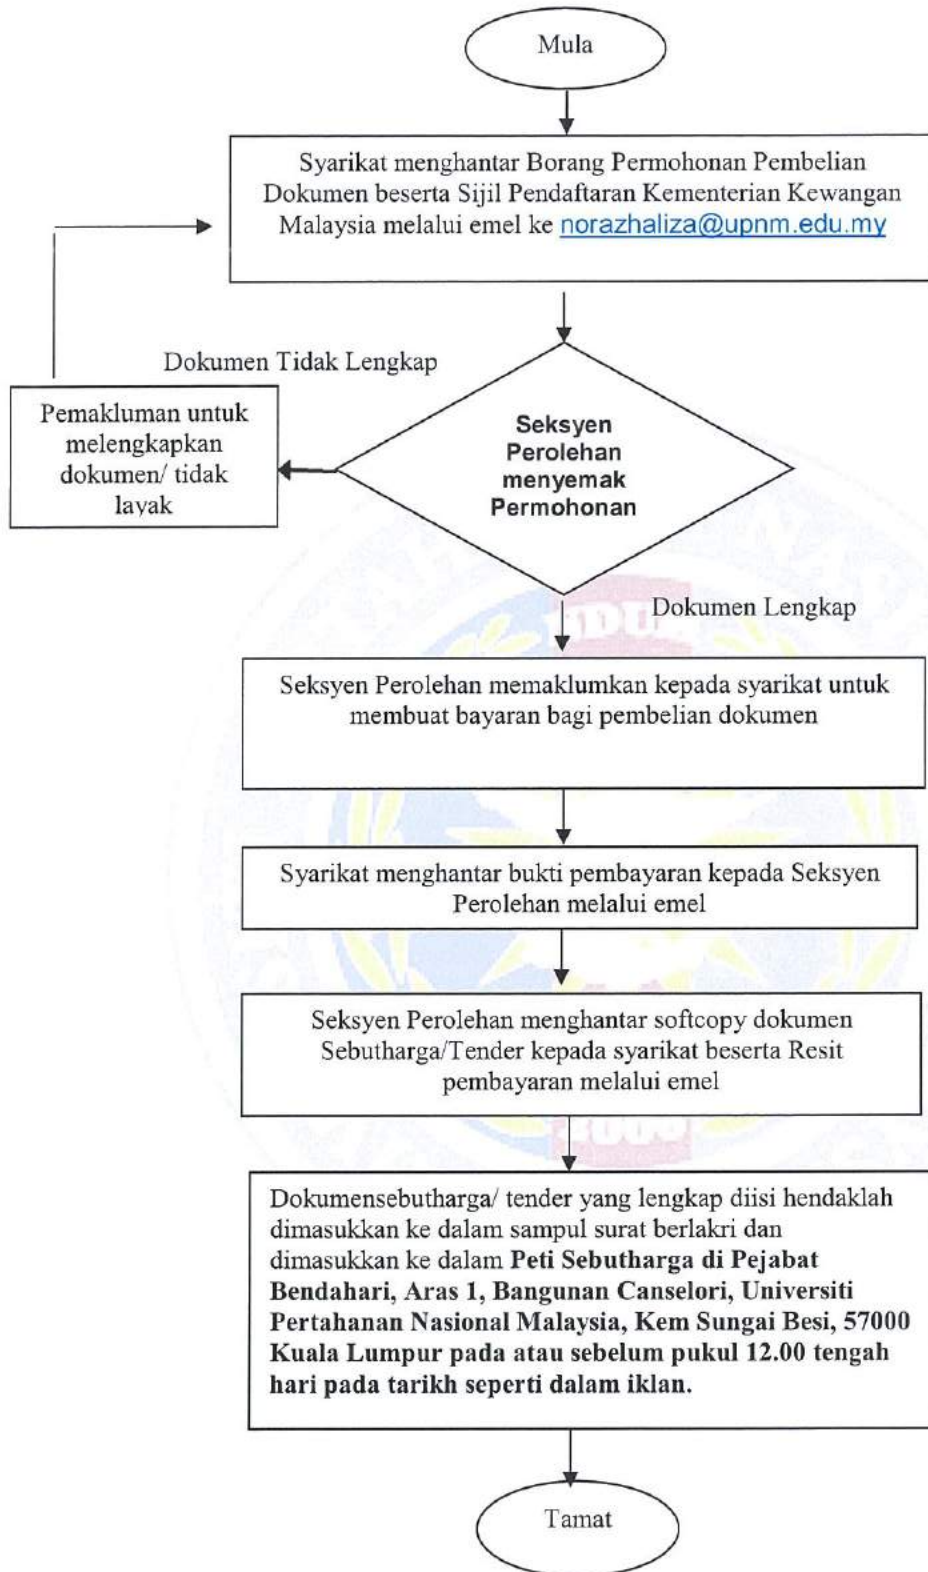 Mula
Syarikat menghantar Borang Permohonan Pembelian
Dokumen beserta Sijil Pendaftaran Kementerian Kewangan
Malaysia melalui emel ke norazhaliza@upnm.edu.my
Dokumen Tidak Lengkap
Pemakluman untuk
melengkapkan
dokumen/ tidak
layak
Seksyen
Perolehan
menyemak
Permohonan
Dokumen Lengkap
Seksyen Perolehan memaklumkan kepada syarikat untuk
membuat bayaran bagi pembelian dokumen
Syarikat menghantar bukti pembayaran kepada Seksyen
Perolehan melalui emel
Seksyen Perolehan menghantar softcopy dokumen
Sebutharga/Tender kepada syarikat beserta Resit
pembayaran melalui emel
Dokumensebutharga/ tender yang lengkap diisi hendaklah
dimasukkan ke dalam sampul surat berlakri dan
dimasukkan ke dalam Peti Sebutharga di Pejabat
Bendahari, Aras 1, Bangunan Canselori, Universiti
Pertahanan Nasional Malaysia, Kem Sungai Besi, 57000
Kuala Lumpur pada atau sebelum pukul 12.00 tengah
hari pada tarikh seperti dalam iklan.
Tamat